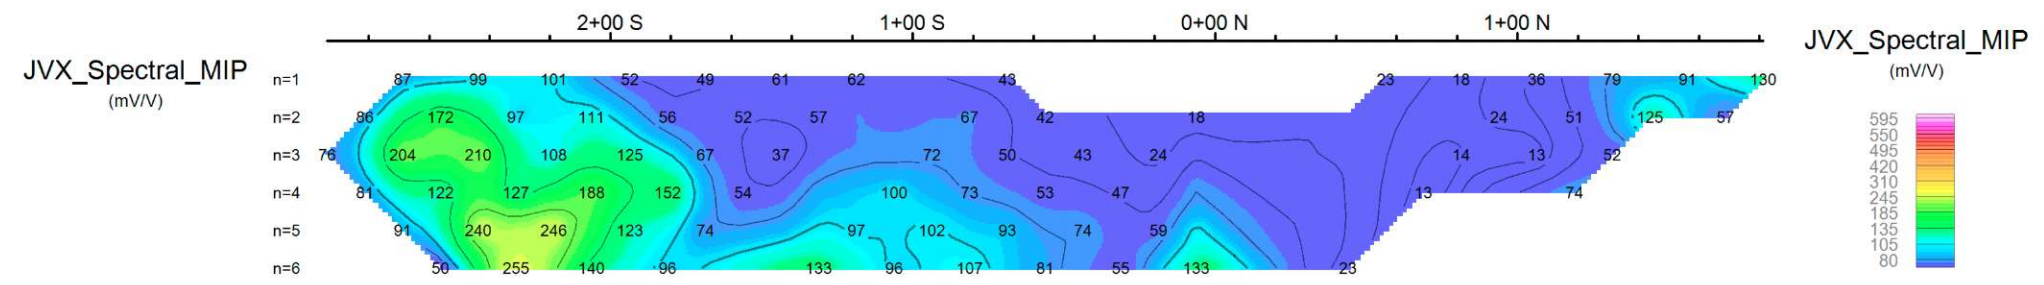 2+00 S 1+00 S 0+00 N 1+00 N
JVX_Spectral_MIP
(mV/V)
n=1 87 99 101 52 49 61 62 43 23 18 36 79 91 130
n=2 86 172 97 111 56 52 57 67 42 18 24 51 125 57
n=3 76 204 210 108 125 67 37 72 50 43 24 14 13 52
n=4 81 122 127 188 152 54 100 73 53 47 13 74
n=5 91 240 246 123 74 97 102 93 74 59
n=6 50 255 140 96 133 96 107 81 55 133 23
JVX_Spectral_MIP
(mV/V)
595
550
495
420
310
245
185
135
105
80